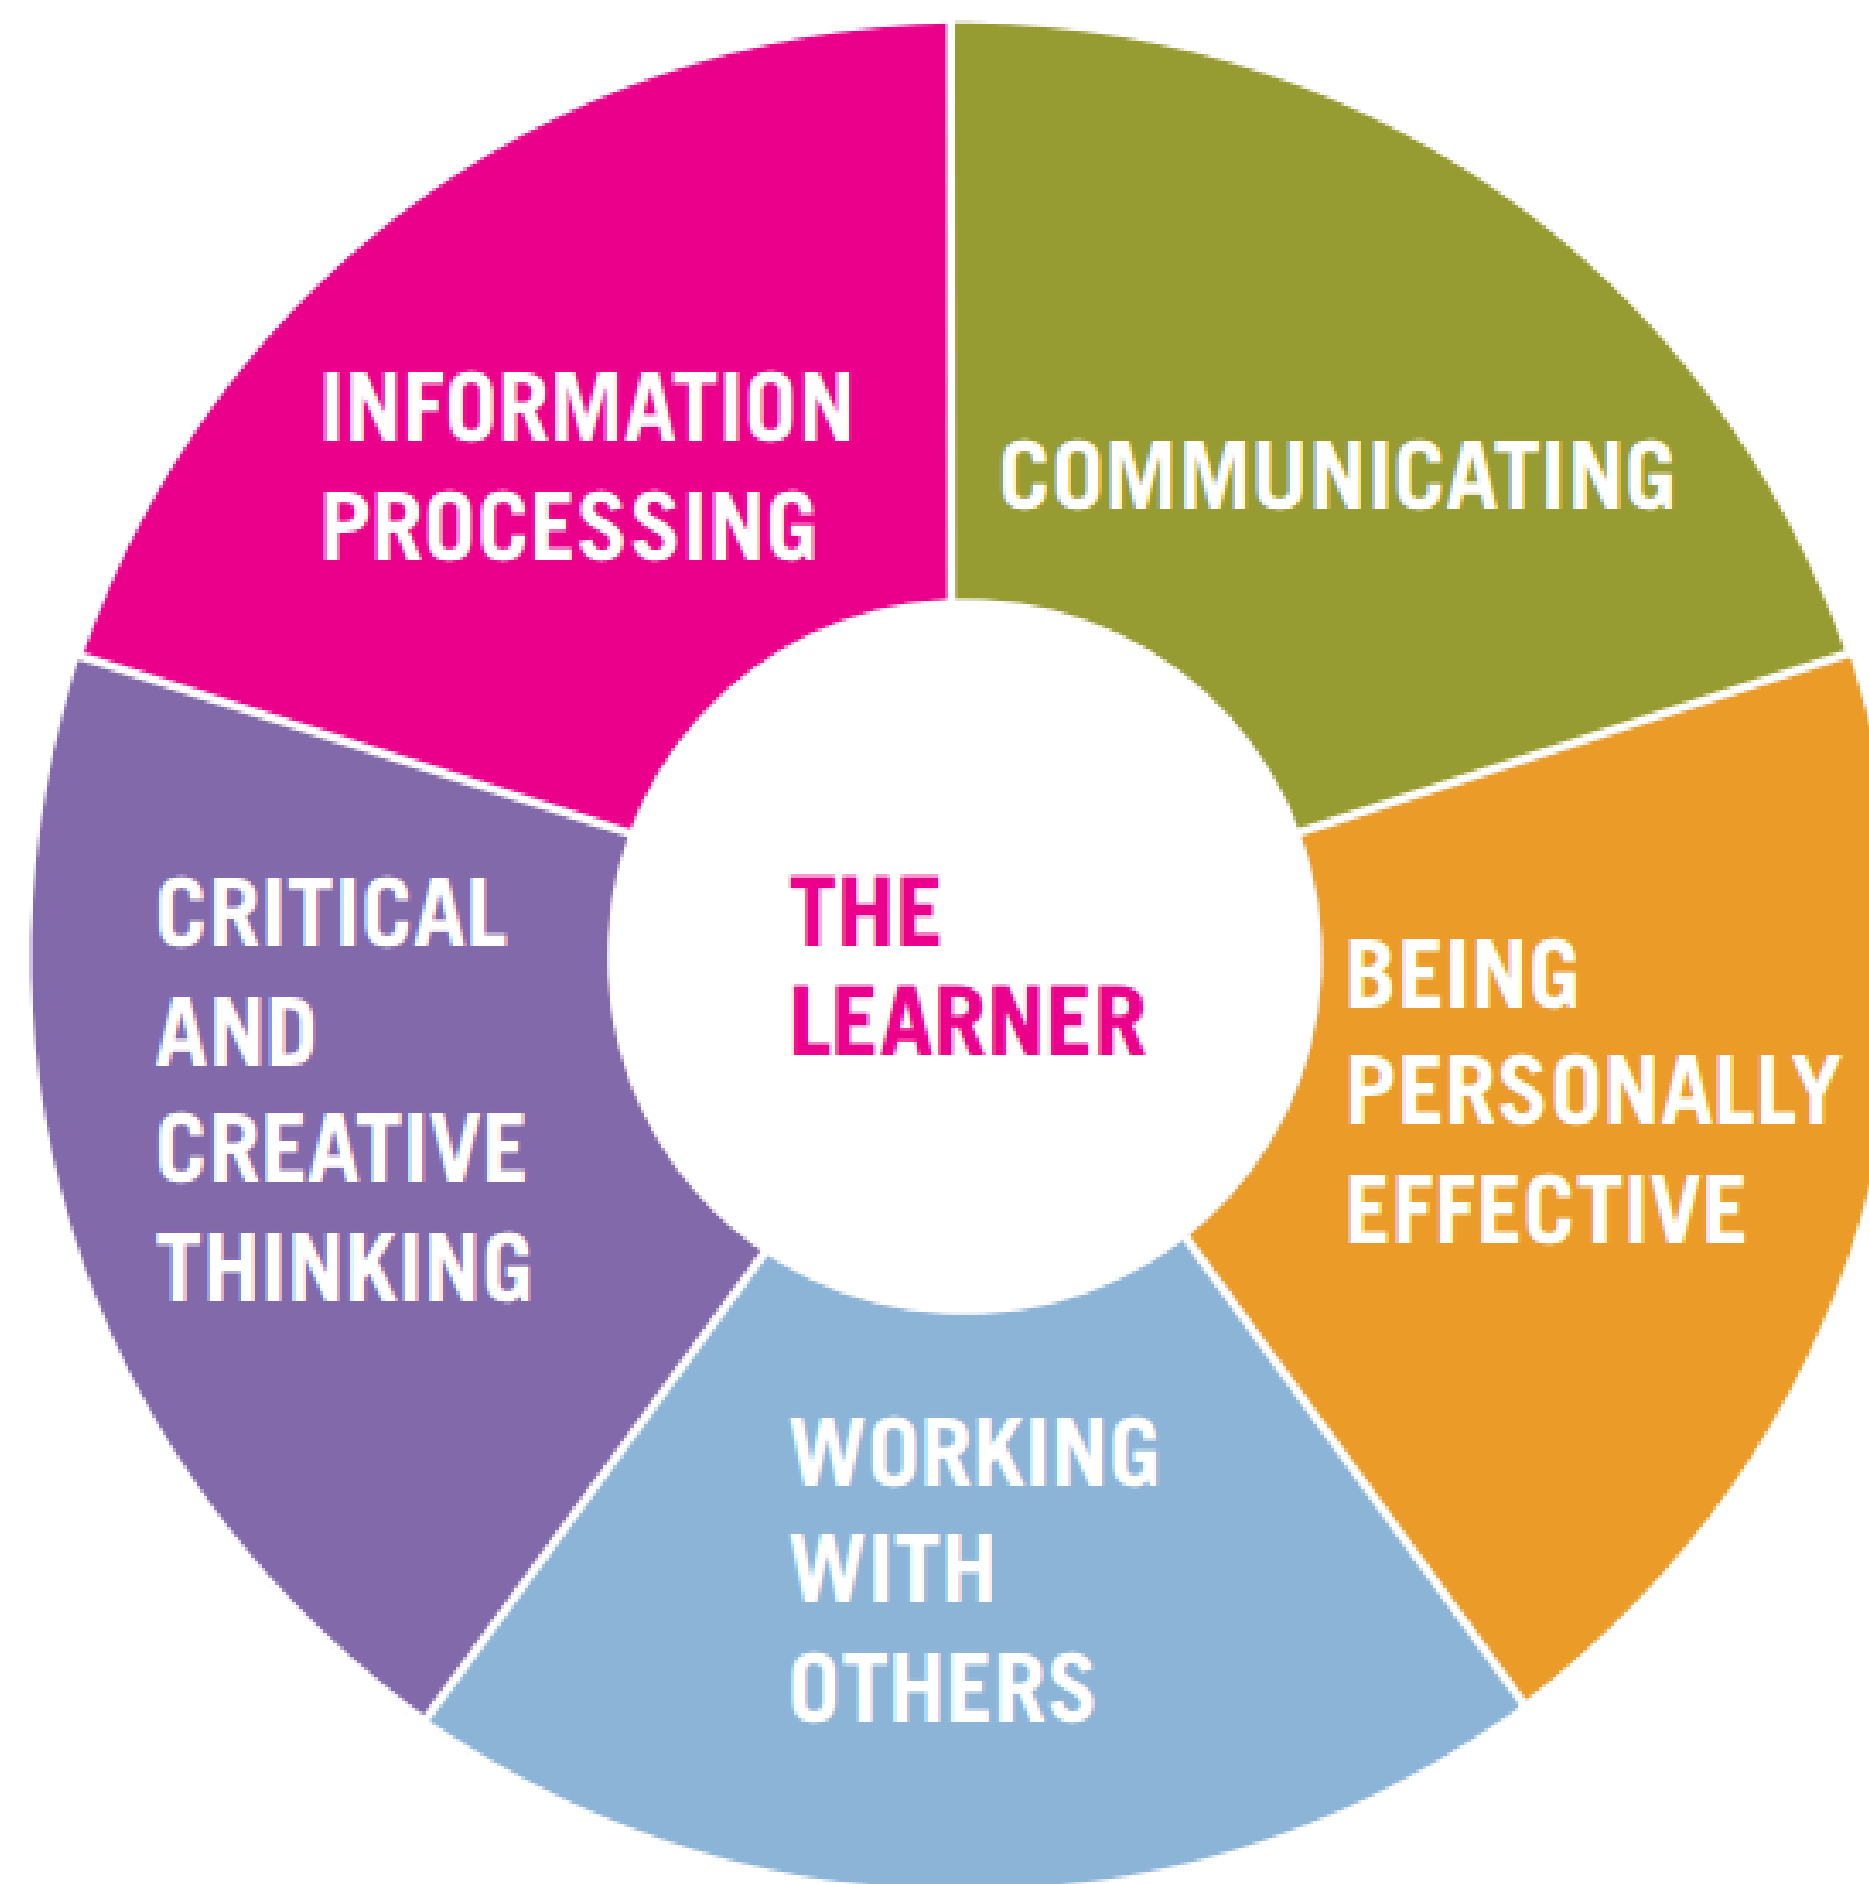 INFORMATION
PROCESSING
COMMUNICATING
CRITICAL
AND
CREATIVE
THINKING
THE
LEARNER
BEING
PERSONALLY
EFFECTIVE
WORKING
WITH
OTHERS